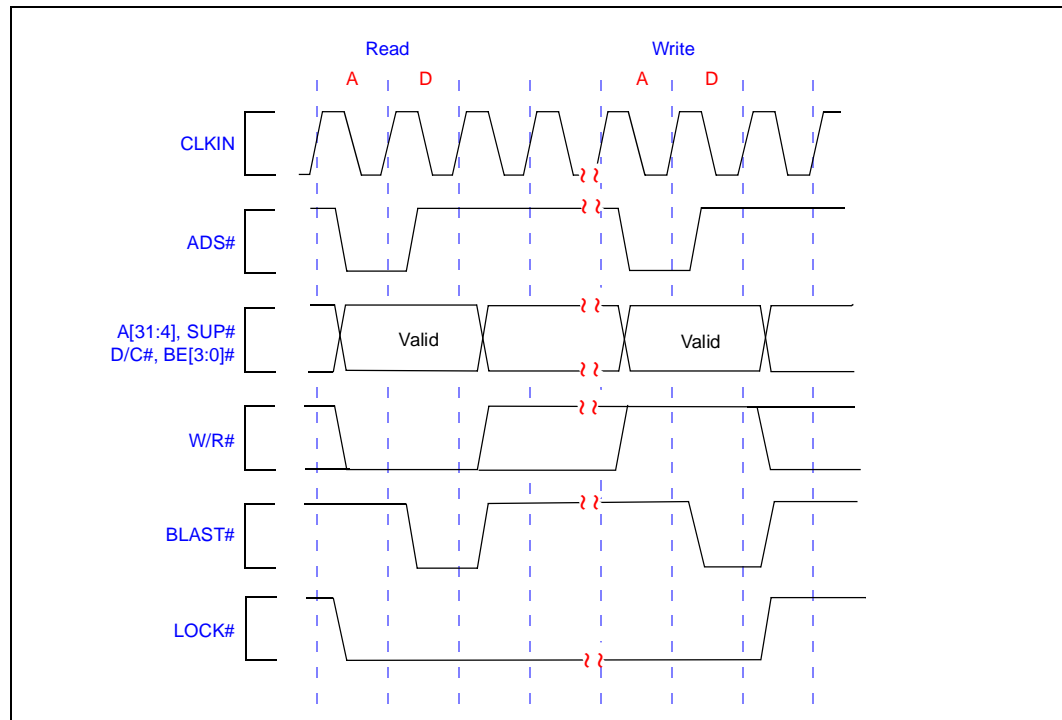 Read Write
A D A D
CLKIN
ADS#
A[31:4], SUP#
D/C#, BE[3:0]#
Valid Valid
W/R#
BLAST#
LOCK#